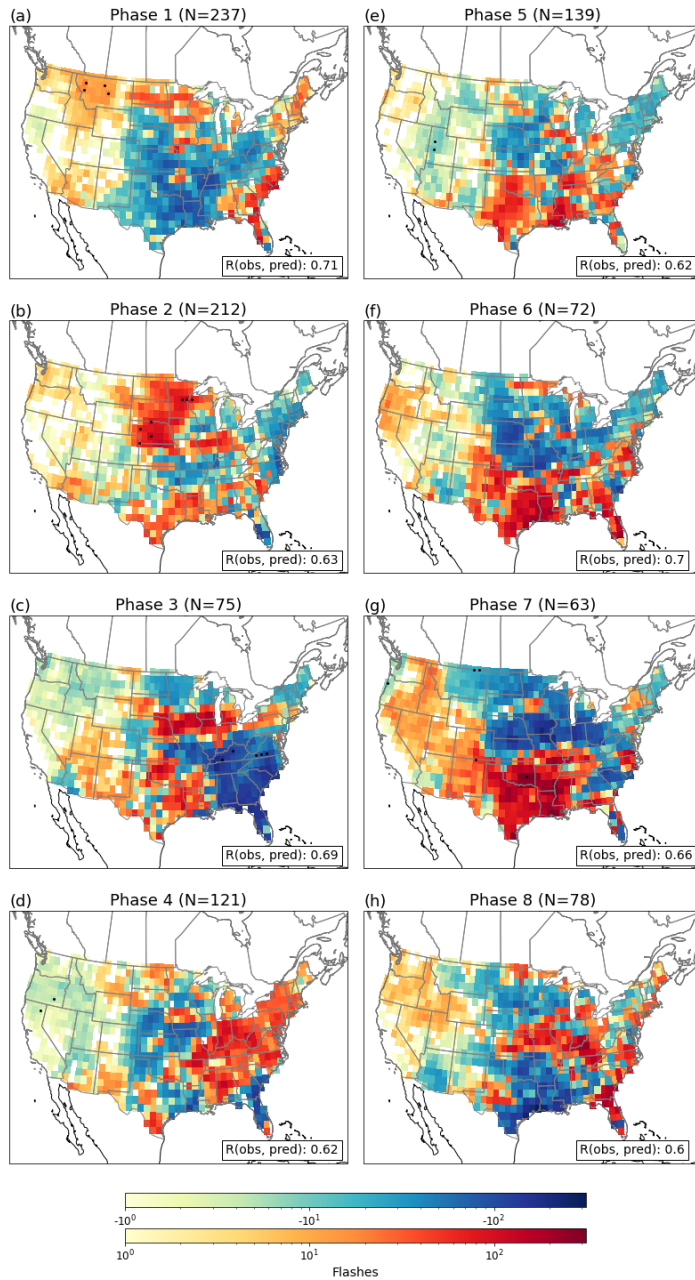 (a) Phase 1 (N=237)
R(obs, pred): 0.71
(b) Phase 2 (N=212)
R(obs, pred): 0.63
(c) Phase 3 (N=75)
R(obs, pred): 0.69
(d) Phase 4 (N=121)
R(obs, pred): 0.62
(e) Phase 5 (N=139)
R(obs, pred): 0.62
(f) Phase 6 (N=72)
R(obs, pred): 0.7
(g) Phase 7 (N=63)
R(obs, pred): 0.66
(h) Phase 8 (N=78)
R(obs, pred): 0.6
-10⁰ -10¹ -10²
10⁰ 10¹ 10²
Flashes